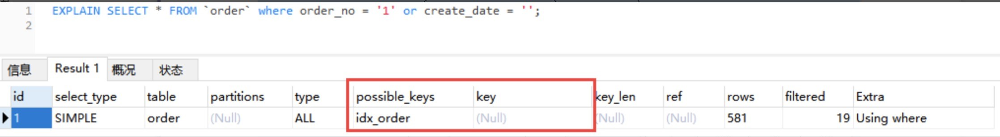 1 EXPLAIN SELECT * FROM `order` where order_no = '1' or create_date = '';
2
信息 Result 1 概况 状态
id select_type table partitions type possible_keys key key_len ref rows filtered Extra
1 SIMPLE order (Null) ALL idx_order (Null) (Null) (Null) 581 19 Using where